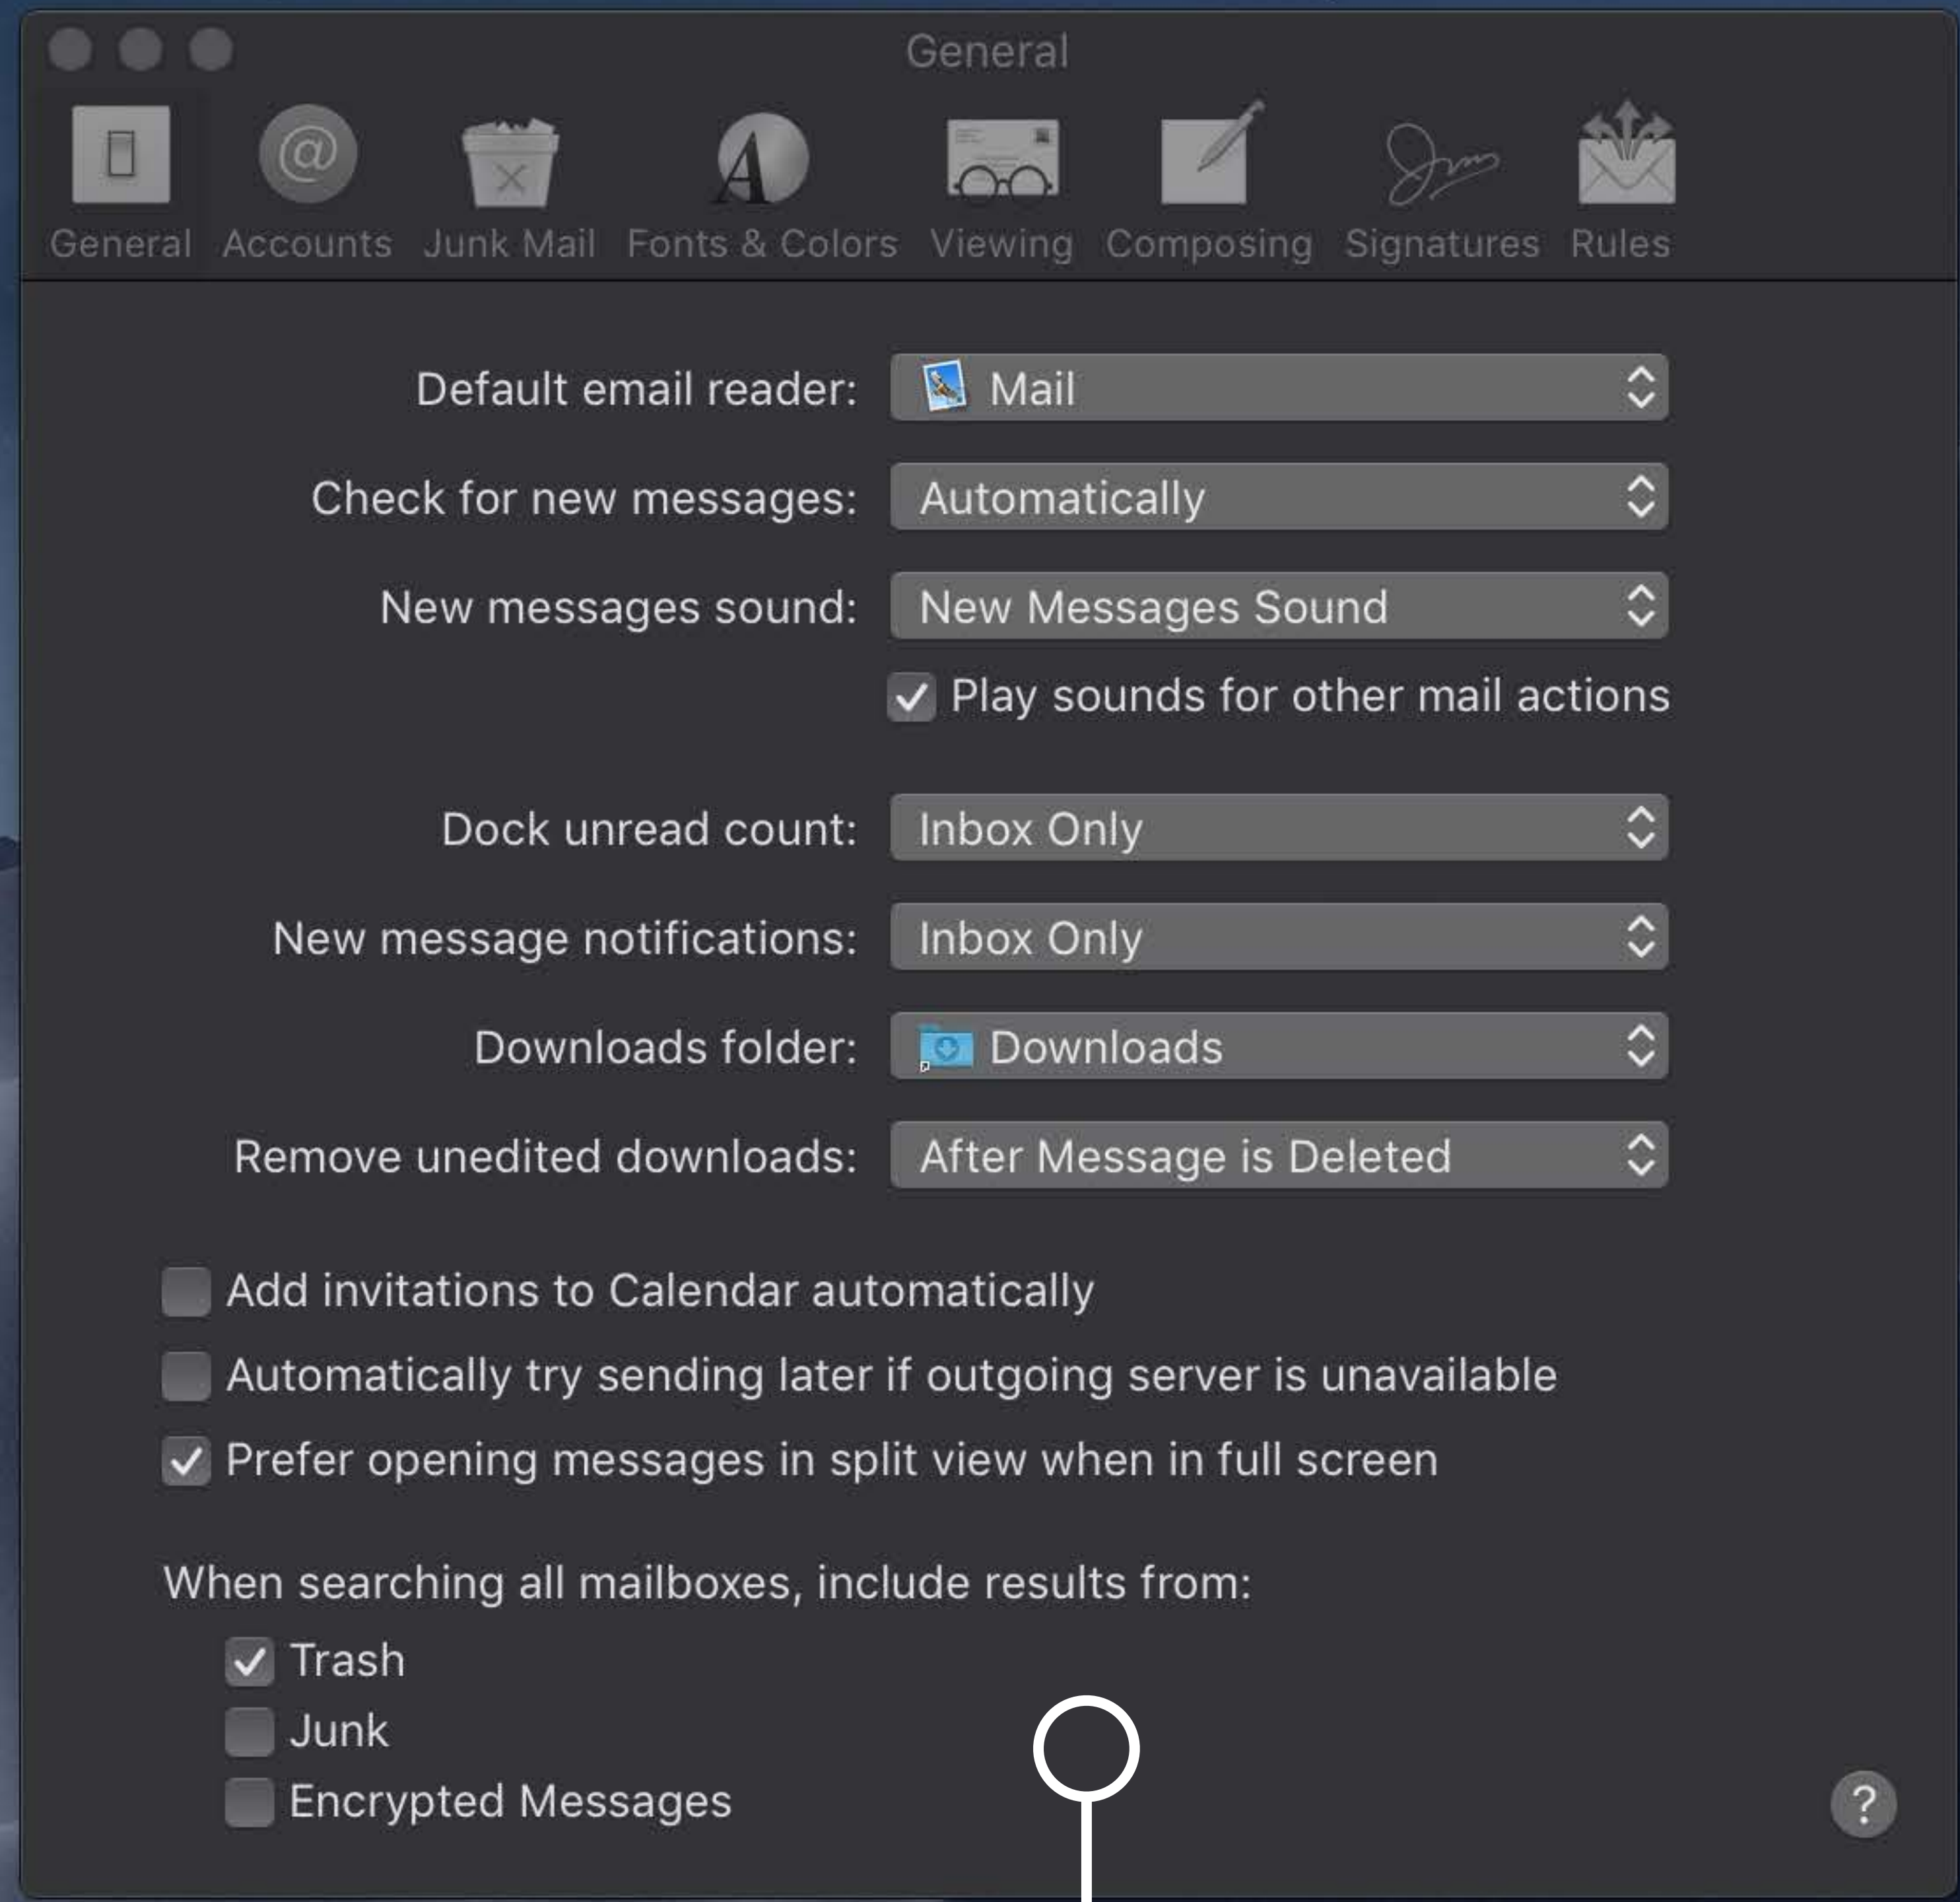 General
General Accounts Junk Mail Fonts & Colors Viewing Composing Signatures Rules
Default email reader: Mail
Check for new messages: Automatically
New messages sound: New Messages Sound
Play sounds for other mail actions
Dock unread count: Inbox Only
New message notifications: Inbox Only
Downloads folder: Downloads
Remove unedited downloads: After Message is Deleted
Add invitations to Calendar automatically
Automatically try sending later if outgoing server is unavailable
Prefer opening messages in split view when in full screen
When searching all mailboxes, include results from:
Trash
Junk
Encrypted Messages
?